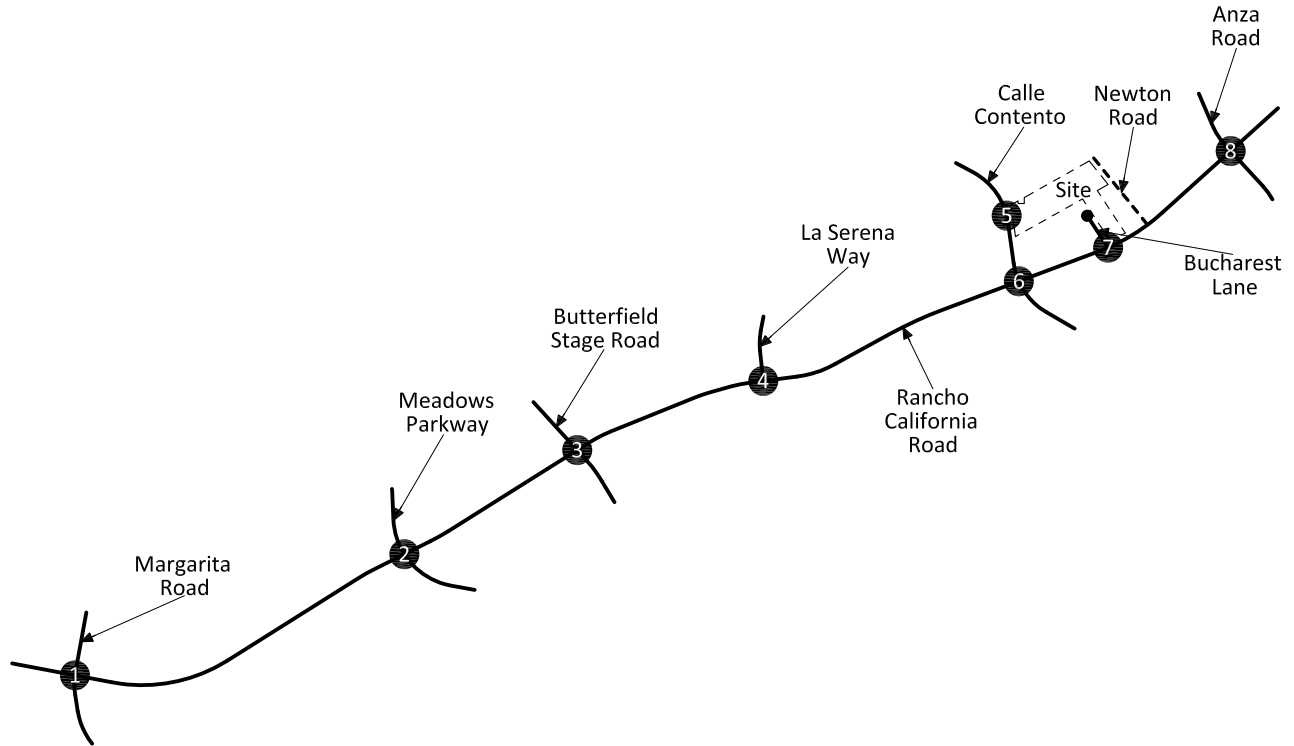 Anza
Road
Calle
Contento
Newton
Road
8
Site
5
7
La Serena
Way
Bucharest
Lane
6
Butterfield
Stage Road
4
Rancho
California
Road
Meadows
Parkway
3
2
Margarita
Road
1